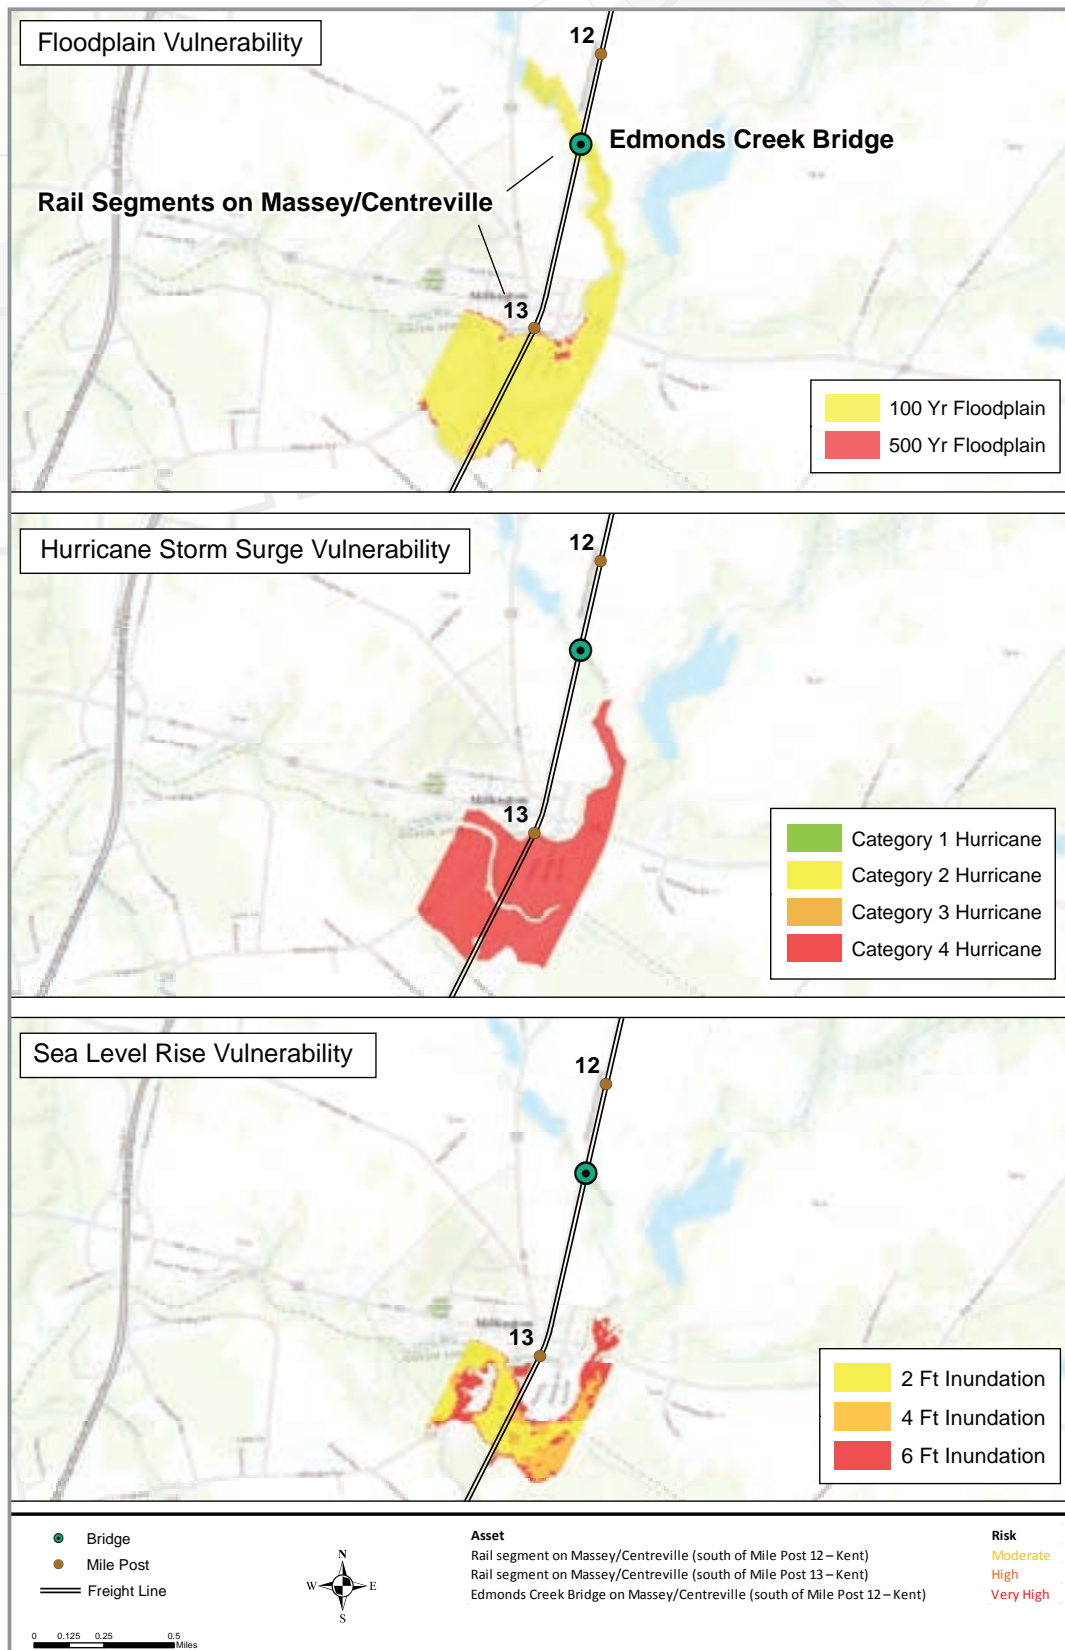 Floodplain Vulnerability
12
Edmonds Creek Bridge
Rail Segments on Massey/Centreville
13
100 Yr Floodplain
500 Yr Floodplain
Hurricane Storm Surge Vulnerability
12
13
Category 1 Hurricane
Category 2 Hurricane
Category 3 Hurricane
Category 4 Hurricane
Sea Level Rise Vulnerability
12
13
2 Ft Inundation
4 Ft Inundation
6 Ft Inundation
Bridge
Mile Post
Freight Line
N
W E
S
0 0.125 0.25 0.5
Miles
Asset Risk
Rail segment on Massey/Centreville (south of Mile Post 12 – Kent) Moderate
Rail segment on Massey/Centreville (south of Mile Post 13 – Kent) High
Edmonds Creek Bridge on Massey/Centreville (south of Mile Post 12 – Kent) Very High